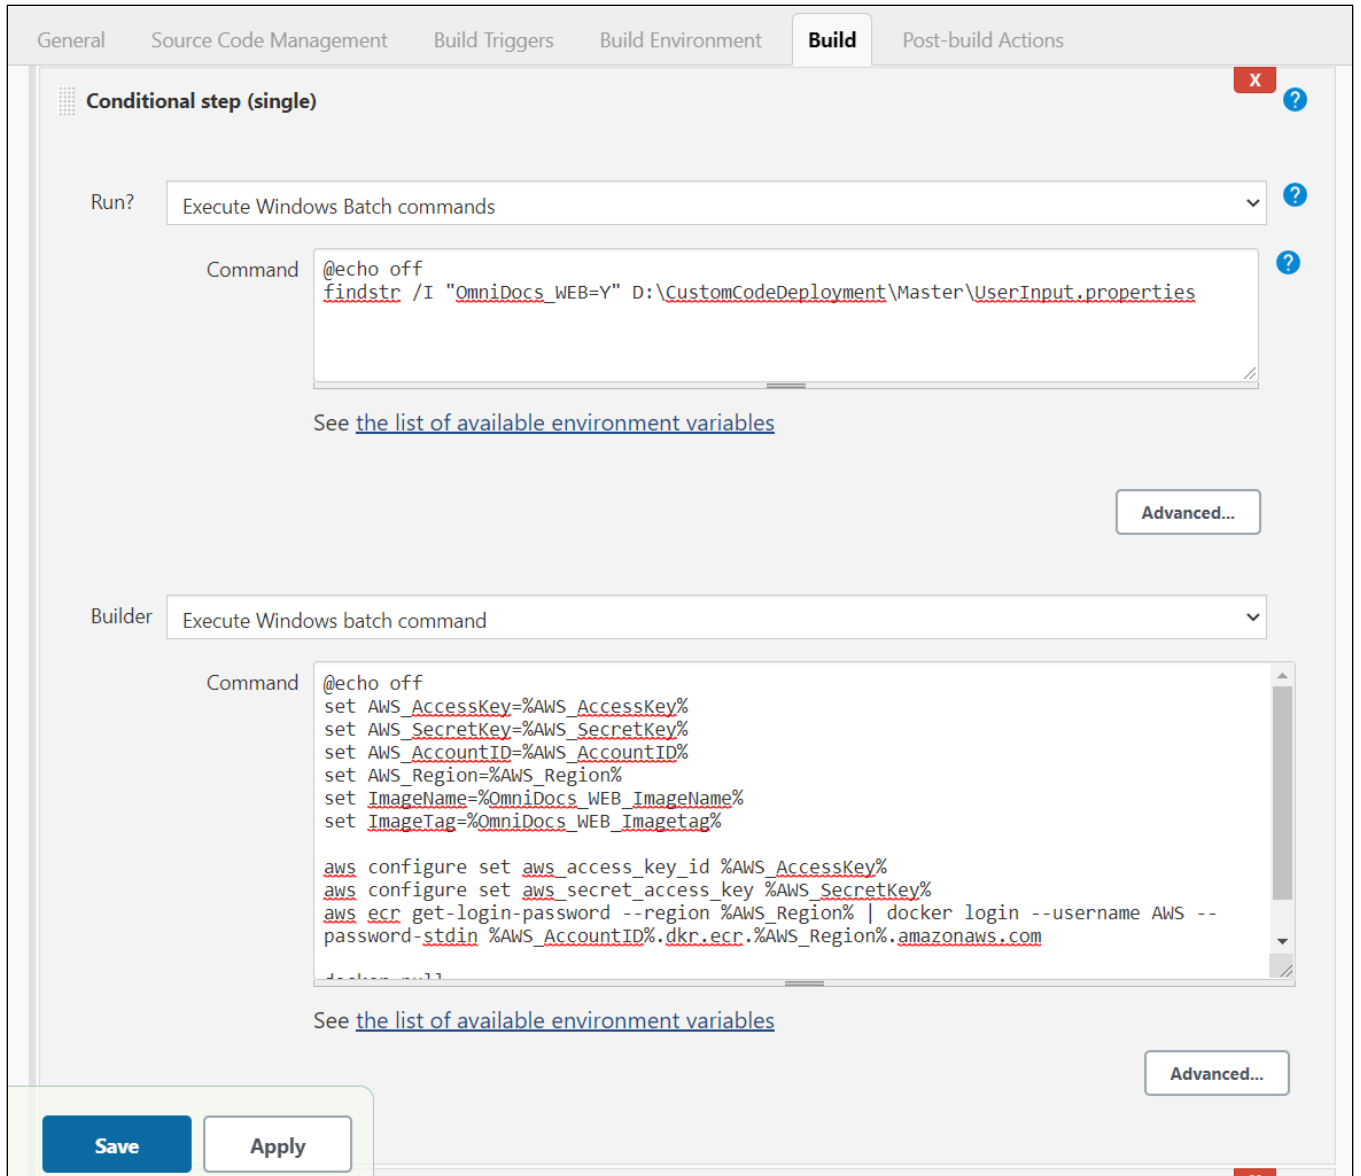 General Source Code Management Build Triggers Build Environment Build Post-build Actions
X
Conditional step (single)
?
Run?
Execute Windows Batch commands
?
Command
?
@echo off
findstr /I "OmniDocs_WEB=Y" D:\CustomCodeDeployment\Master\UserInput.properties
See the list of available environment variables
Advanced...
Builder
Execute Windows batch command
Command
@echo off
set AWS_AccessKey=%AWS_AccessKey%
set AWS_SecretKey=%AWS_SecretKey%
set AWS_AccountID=%AWS_AccountID%
set AWS_Region=%AWS_Region%
set ImageName=%OmniDocs_WEB_ImageName%
set ImageTag=%OmniDocs_WEB_Imagetag%
aws configure set aws_access_key_id %AWS_AccessKey%
aws configure set aws_secret_access_key %AWS_SecretKey%
aws ecr get-login-password --region %AWS_Region% | docker login --username AWS --
password-stdin %AWS_AccountID%.dkr.ecr.%AWS_Region%.amazonaws.com
docker pull
See the list of available environment variables
Advanced...
Save Apply